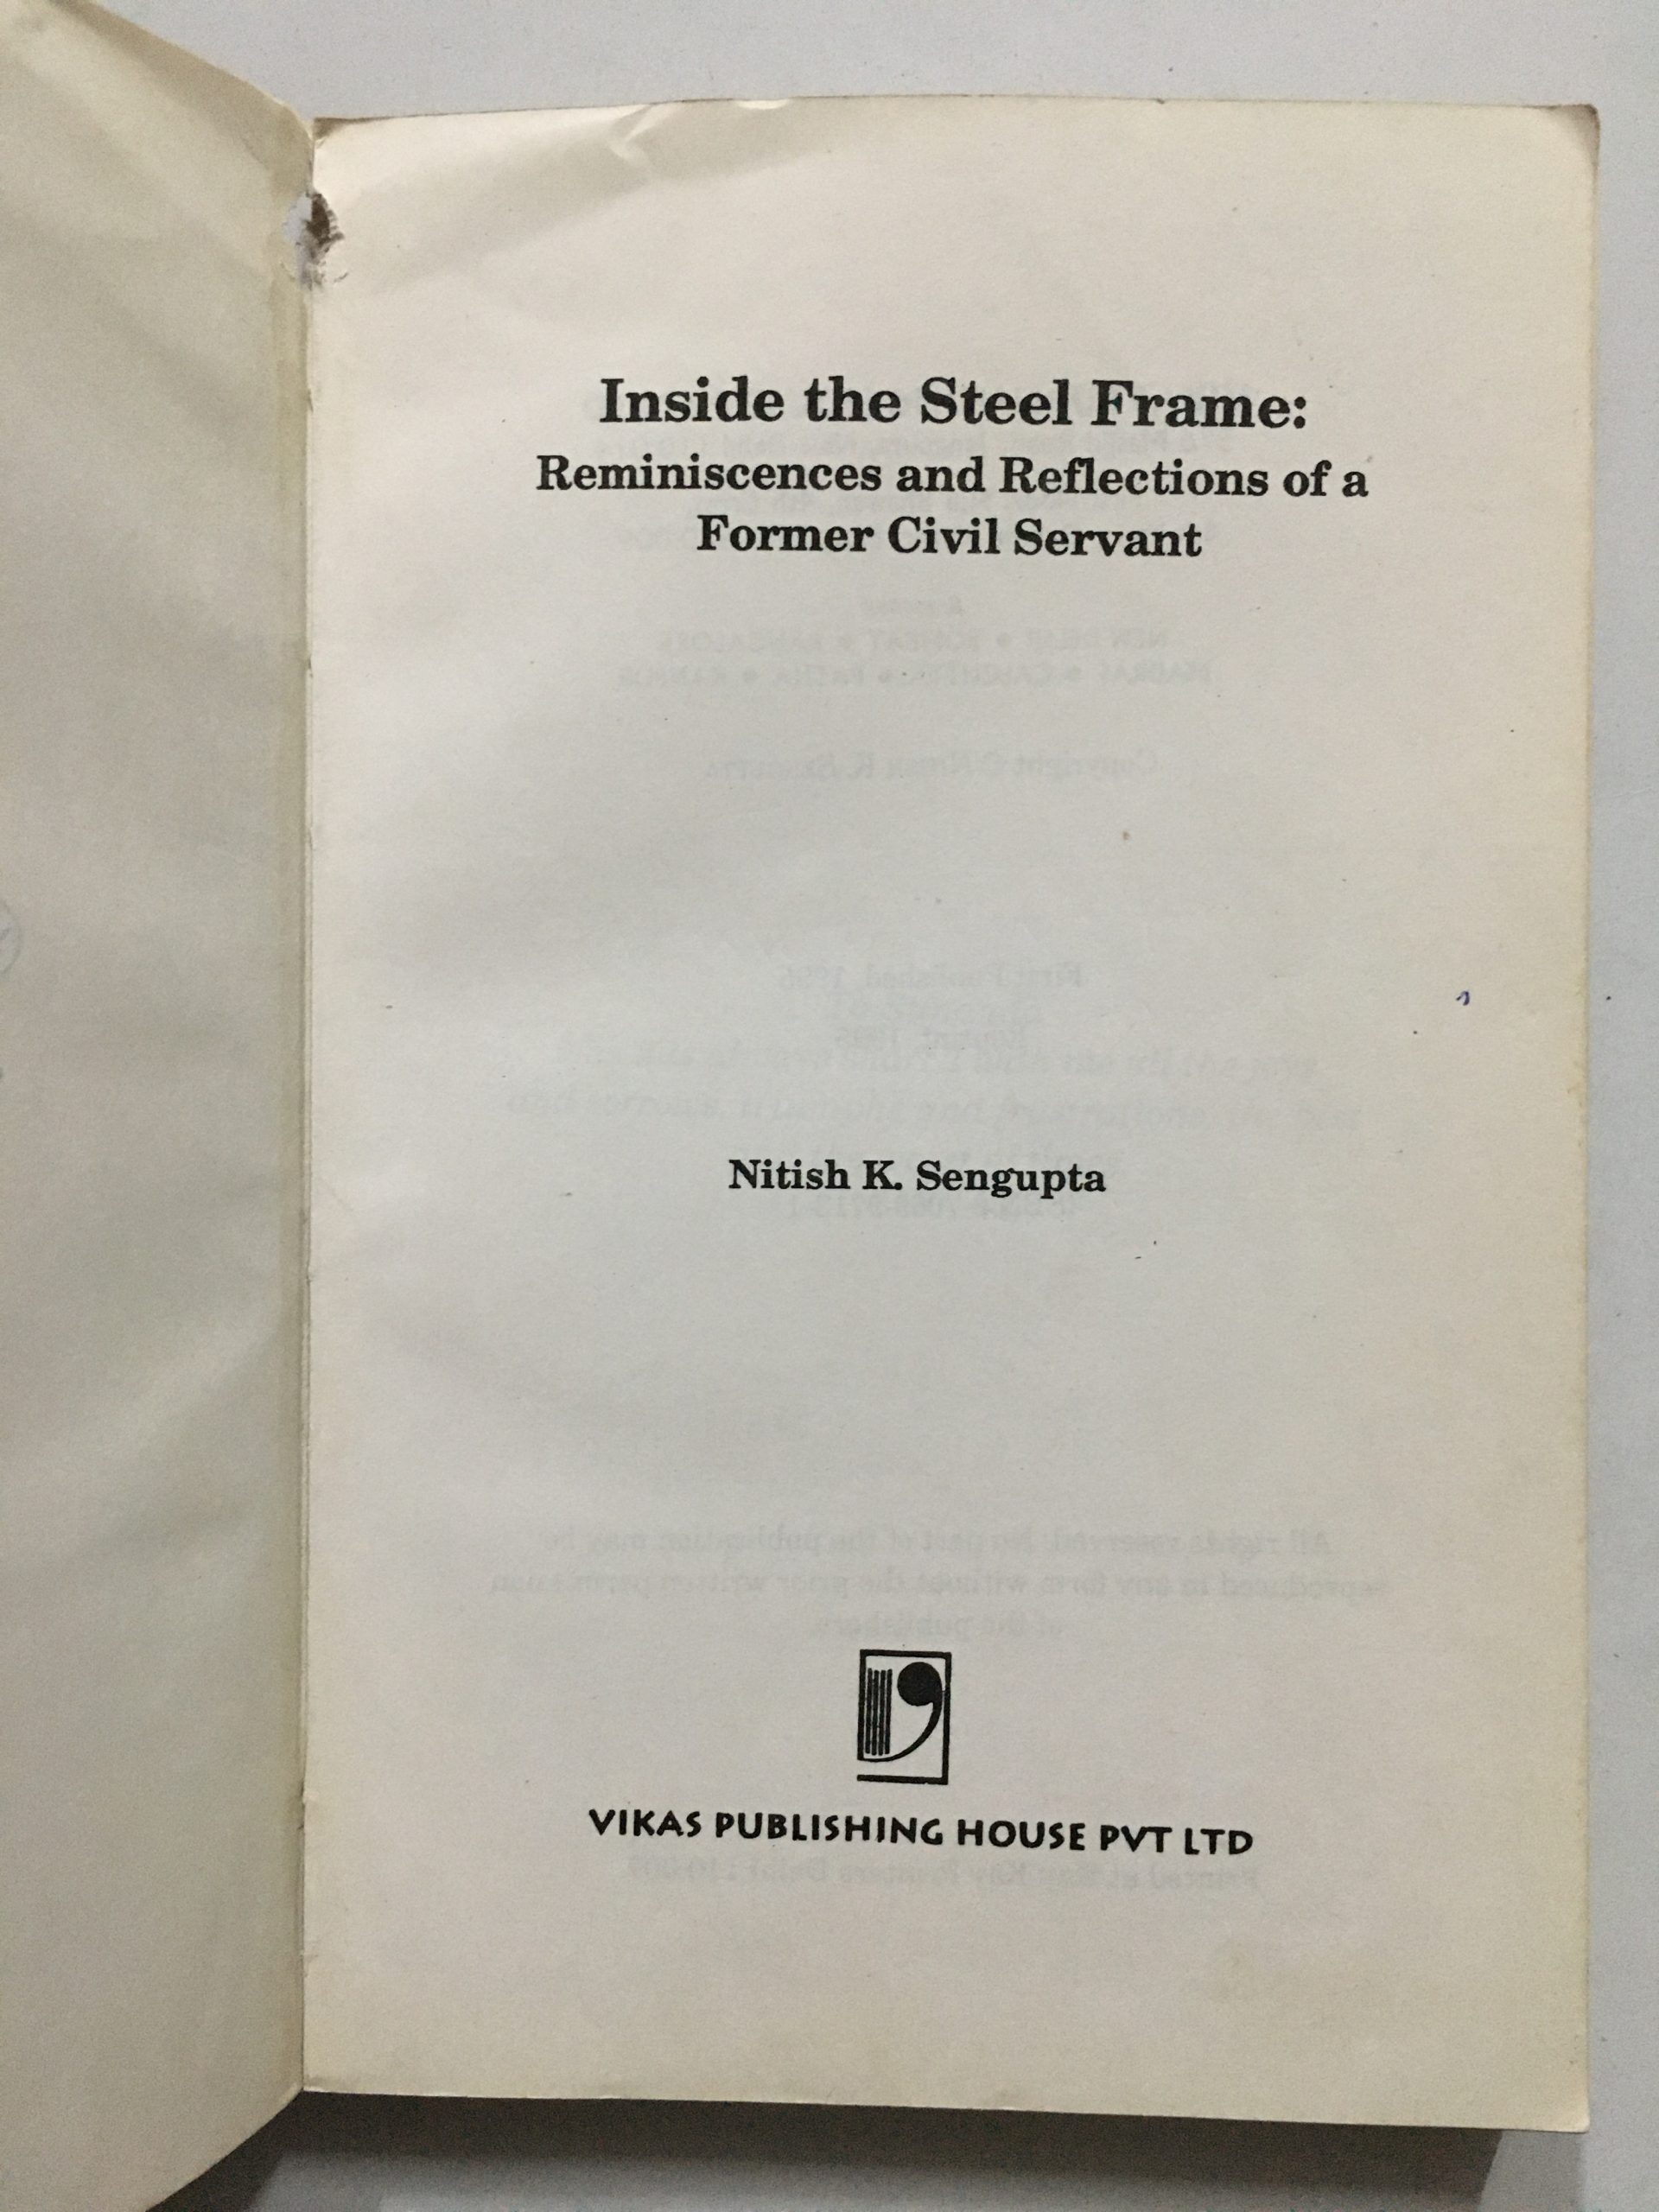 Inside the Steel Frame:
Reminiscences and Reflections of a
Former Civil Servant
Nitish K. Sengupta
VIKAS PUBLISHING HOUSE PVT LTD